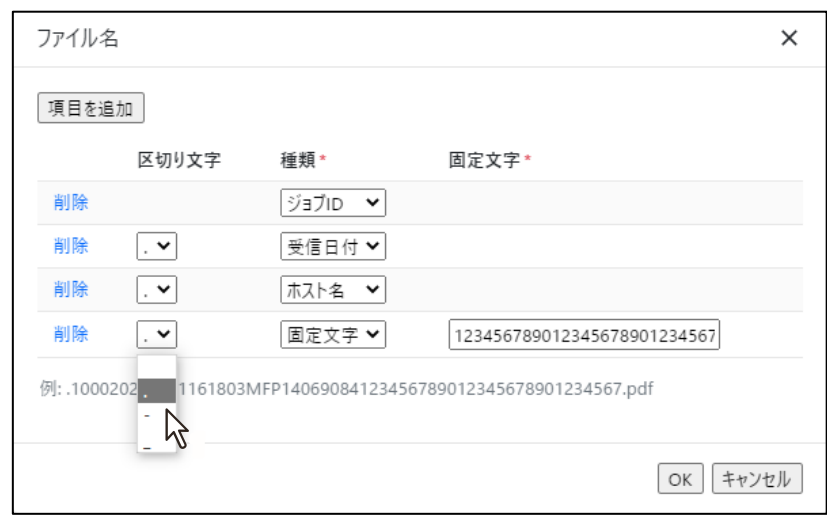 ファイル名 ×
項目を追加
区切り文字 種類* 固定文字*
削除 ジョブID
削除 . 受信日付
削除 . ホスト名
削除 . 固定文字 123456789012345678901234567
.
-
_
例: .1000202 1161803MFP14069084123456789012345678901234567.pdf
OK キャンセル